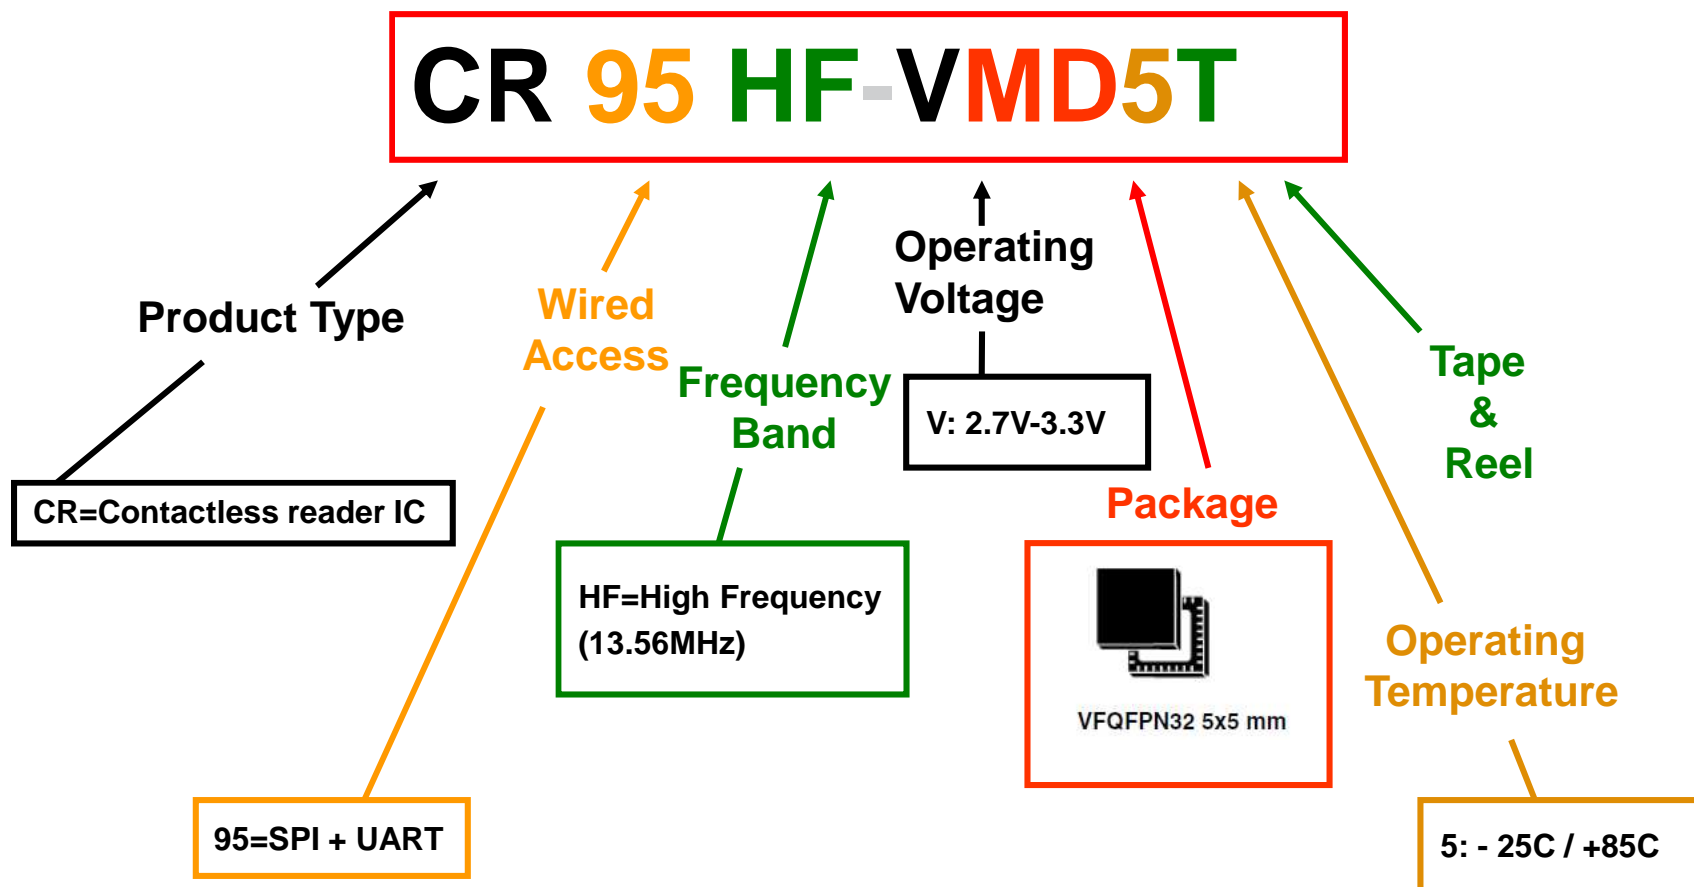 CR 95 HF-VMD5T
Product Type
CR=Contactless reader IC
Wired
Access
95=SPI + UART
Frequency
Band
HF=High Frequency
(13.56MHz)
Operating
Voltage
V: 2.7V-3.3V
Package
VFQFPN32 5x5 mm
Operating
Temperature
5: - 25C / +85C
Tape
&
Reel